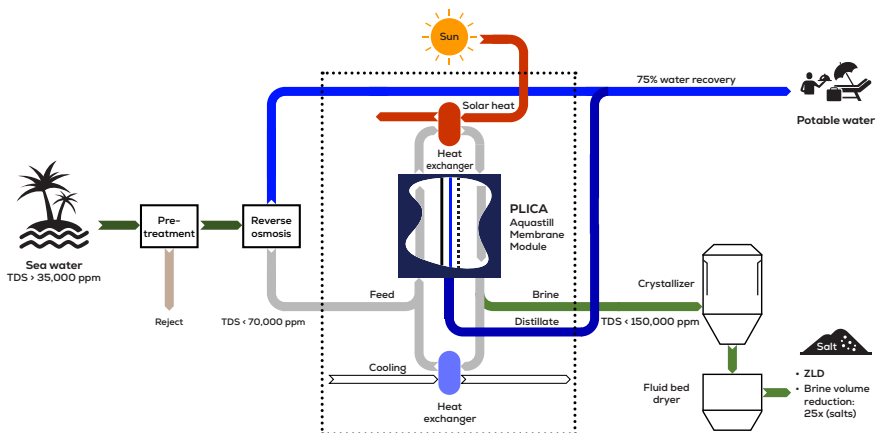 Sun
75% water recovery
Solar heat
Potable water
Heat
exchanger
PLICA
Aquastill
Membrane
Module
Pre-
treatment
Reverse
osmosis
Sea water
TDS > 35,000 ppm
Reject
TDS < 70,000 ppm
Feed
Brine
Distillate
TDS < 150,000 ppm
Crystallizer
Cooling
Heat
exchanger
Fluid bed
dryer
Salt
• ZLD
• Brine volume
reduction:
25x (salts)